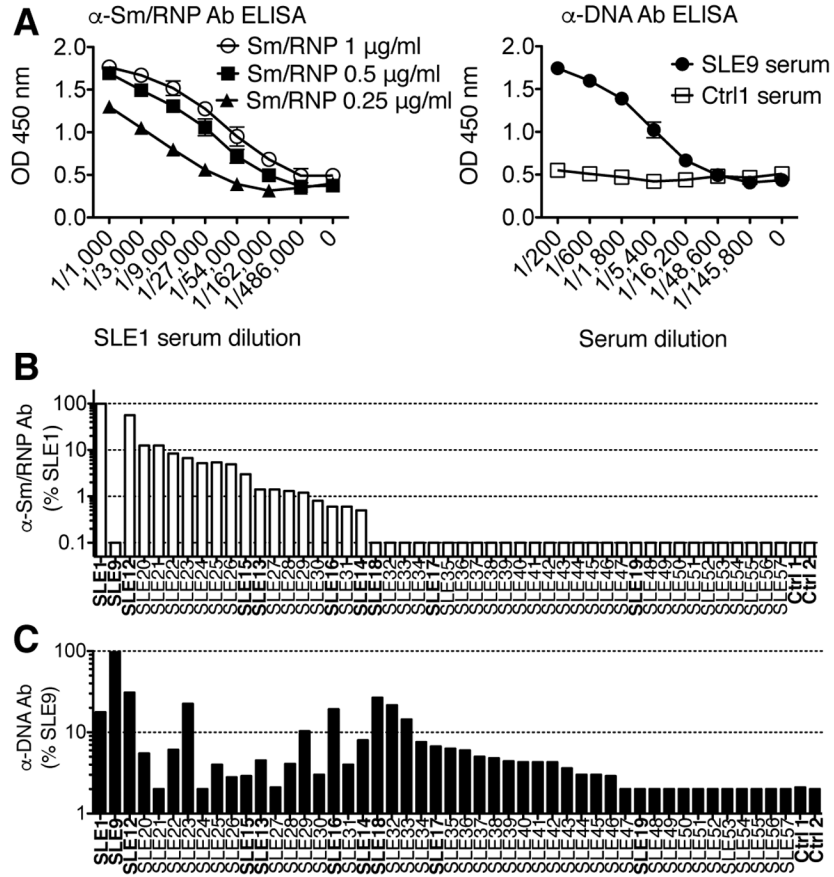 A
α-Sm/RNP Ab ELISA
Sm/RNP 1 μg/ml
Sm/RNP 0.5 μg/ml
Sm/RNP 0.25 μg/ml
OD 450 nm
2.0
1.5
1.0
0.5
0.0
1/1,000
1/3,000
1/9,000
1/27,000
1/54,000
1/162,000
1/486,000
0
SLE1 serum dilution
α-DNA Ab ELISA
SLE9 serum
Ctrl1 serum
OD 450 nm
2.0
1.5
1.0
0.5
0.0
1/200
1/600
1/1,800
1/5,400
1/16,200
1/48,600
1/145,800
0
Serum dilution
B
α-Sm/RNP Ab
(% SLE1)
100
10
1
0.1
SLE1
SLE9
SLE12
SLE20
SLE21
SLE22
SLE23
SLE24
SLE25
SLE26
SLE15
SLE13
SLE27
SLE28
SLE29
SLE30
SLE16
SLE31
SLE14
SLE18
SLE32
SLE33
SLE34
SLE17
SLE35
SLE36
SLE37
SLE38
SLE39
SLE40
SLE41
SLE42
SLE43
SLE44
SLE45
SLE46
SLE47
SLE19
SLE48
SLE49
SLE50
SLE51
SLE52
SLE53
SLE54
SLE55
SLE56
SLE57
Ctrl 1
Ctrl 2
C
α-DNA Ab
(% SLE9)
100
10
1
SLE1
SLE9
SLE12
SLE20
SLE21
SLE22
SLE23
SLE24
SLE25
SLE26
SLE15
SLE13
SLE27
SLE28
SLE29
SLE30
SLE16
SLE31
SLE14
SLE18
SLE32
SLE33
SLE34
SLE17
SLE35
SLE36
SLE37
SLE38
SLE39
SLE40
SLE41
SLE42
SLE43
SLE44
SLE45
SLE46
SLE47
SLE19
SLE48
SLE49
SLE50
SLE51
SLE52
SLE53
SLE54
SLE55
SLE56
SLE57
Ctrl 1
Ctrl 2